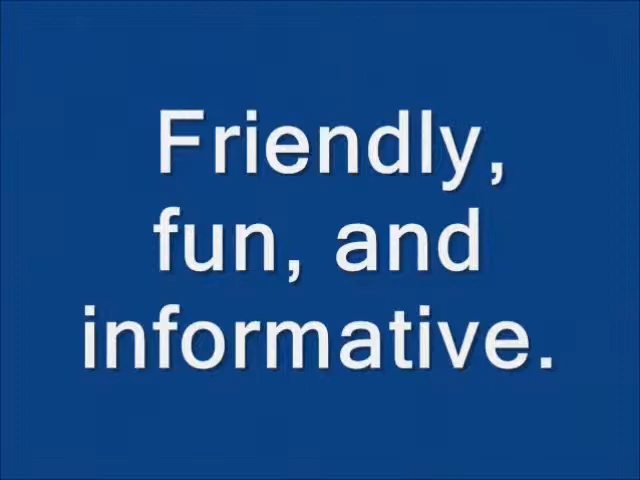 Friendly,
fun, and
informative.